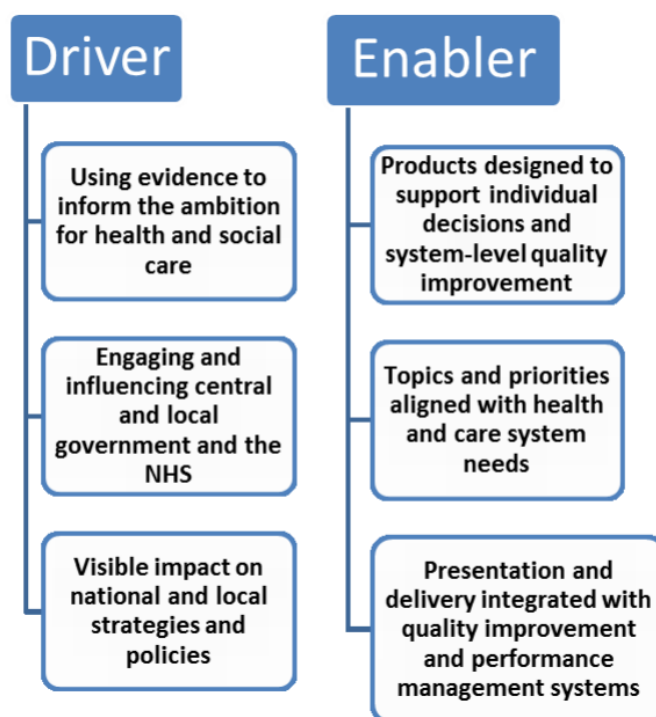 Driver
Using evidence to
inform the ambition
for health and social
care
Engaging and
influencing central
and local
government and the
NHS
Visible impact on
national and local
strategies and
policies
Enabler
Products designed to
support individual
decisions and
system-level quality
improvement
Topics and priorities
aligned with health
and care system
needs
Presentation and
delivery integrated with
quality improvement
and performance
management systems